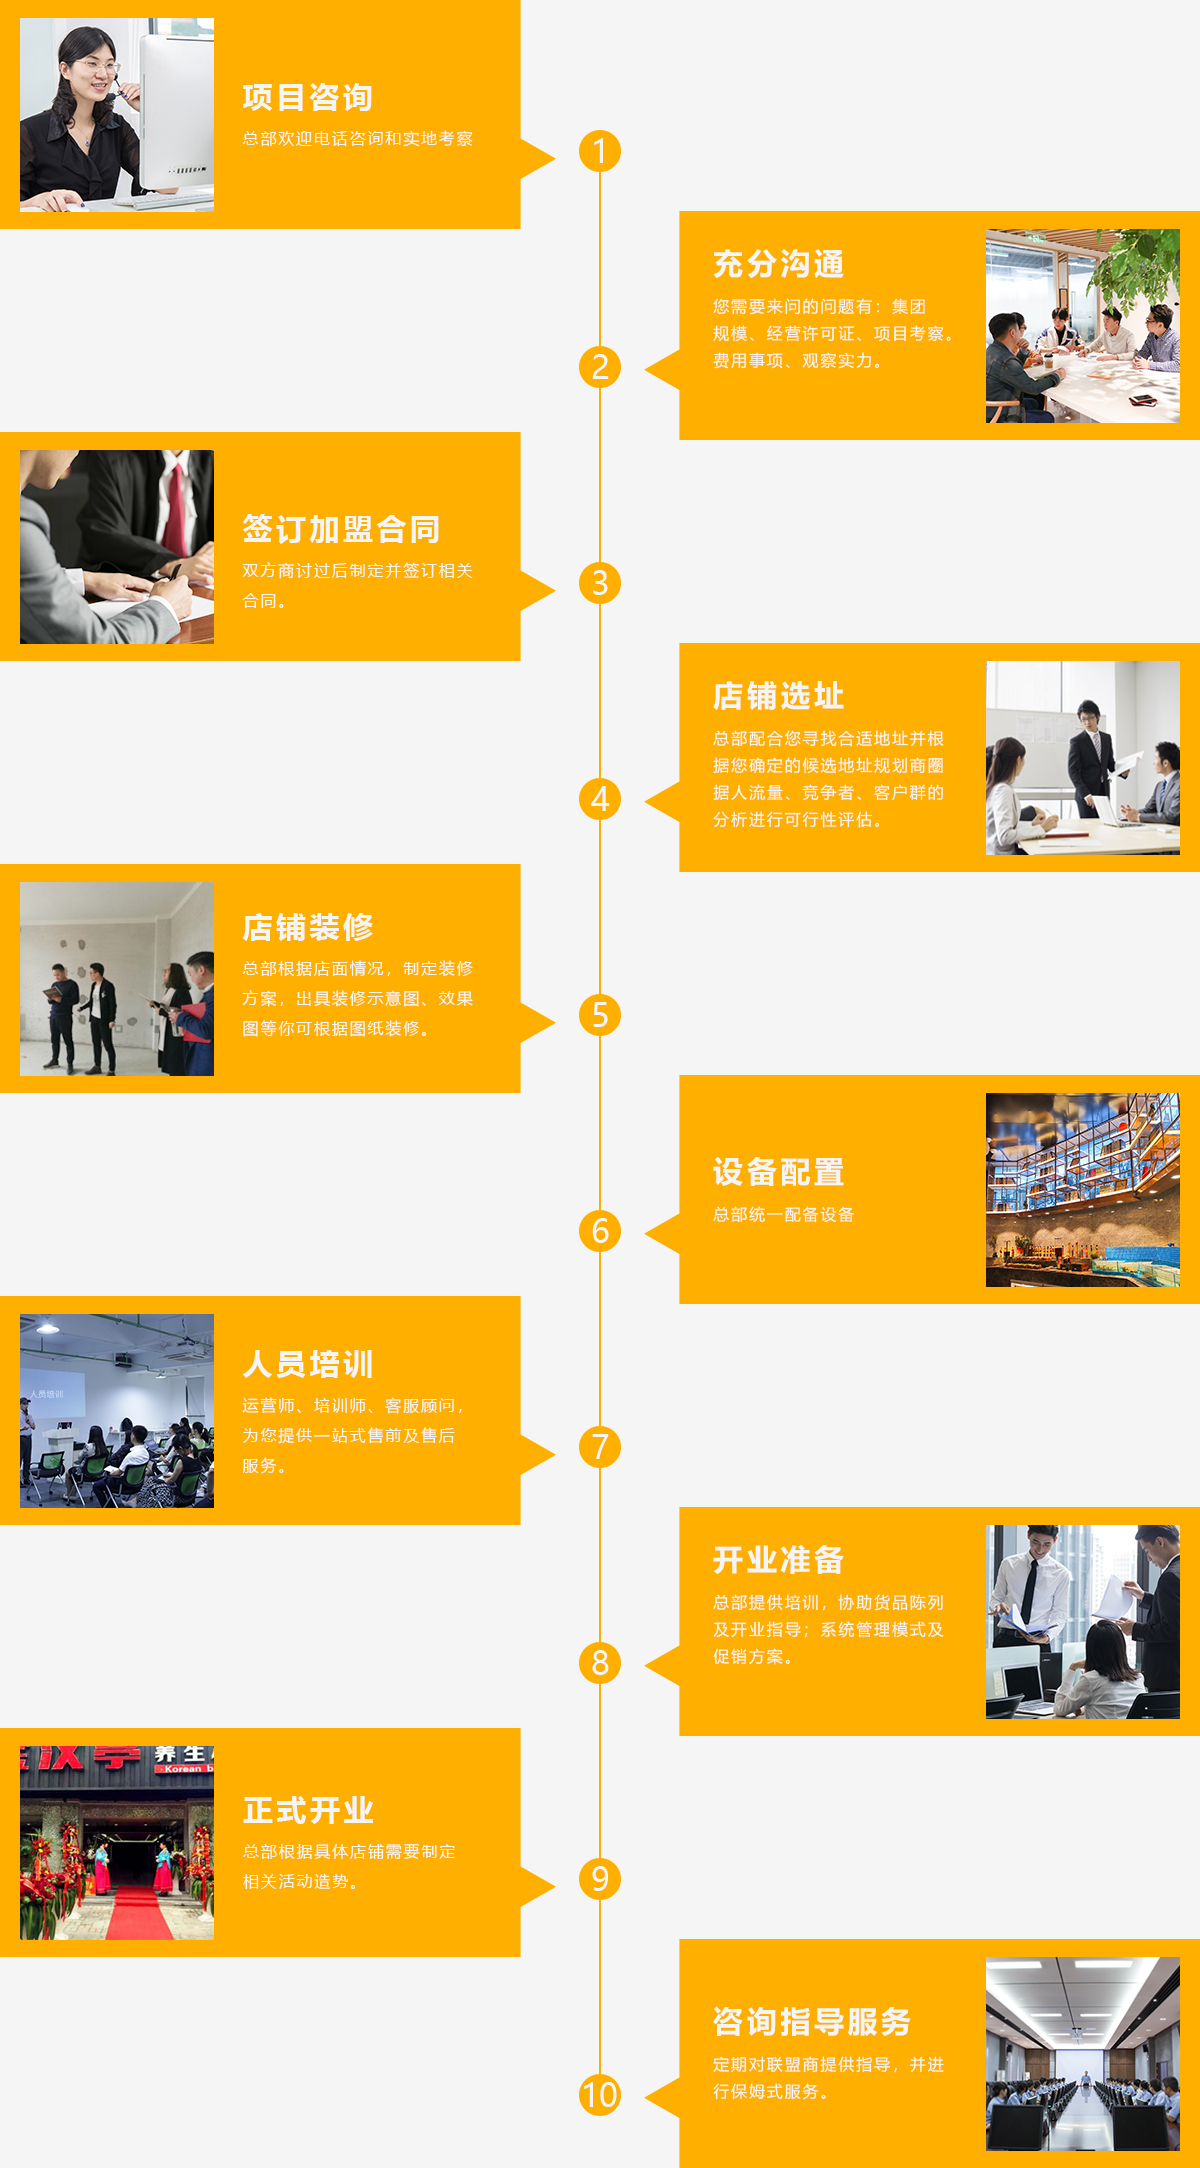 项目咨询
总部欢迎电话咨询和实地考察
1
充分沟通
您需要来问的问题有：集团
规模、经营许可证、项目考察。
费用事项、观察实力。
2
签订加盟合同
双方商讨过后制定并签订相关
合同。
3
店铺选址
总部配合您寻找合适地址并根
据您确定的候选地址规划商圈
据人流量、竞争者、客户群的
分析进行可行性评估。
4
店铺装修
总部根据店面情况，制定装修
方案，出具装修示意图、效果
图等你可根据图纸装修。
5
设备配置
总部统一配备设备
6
人员培训
人员培训
运营师、培训师、客服顾问，
为您提供一站式售前及售后
服务。
7
开业准备
总部提供培训，协助货品陈列
及开业指导；系统管理模式及
促销方案。
8
汉亭 养生
Korean b
正式开业
总部根据具体店铺需要制定
相关活动造势。
9
咨询指导服务
定期对联盟商提供指导，并进
行保姆式服务。
10